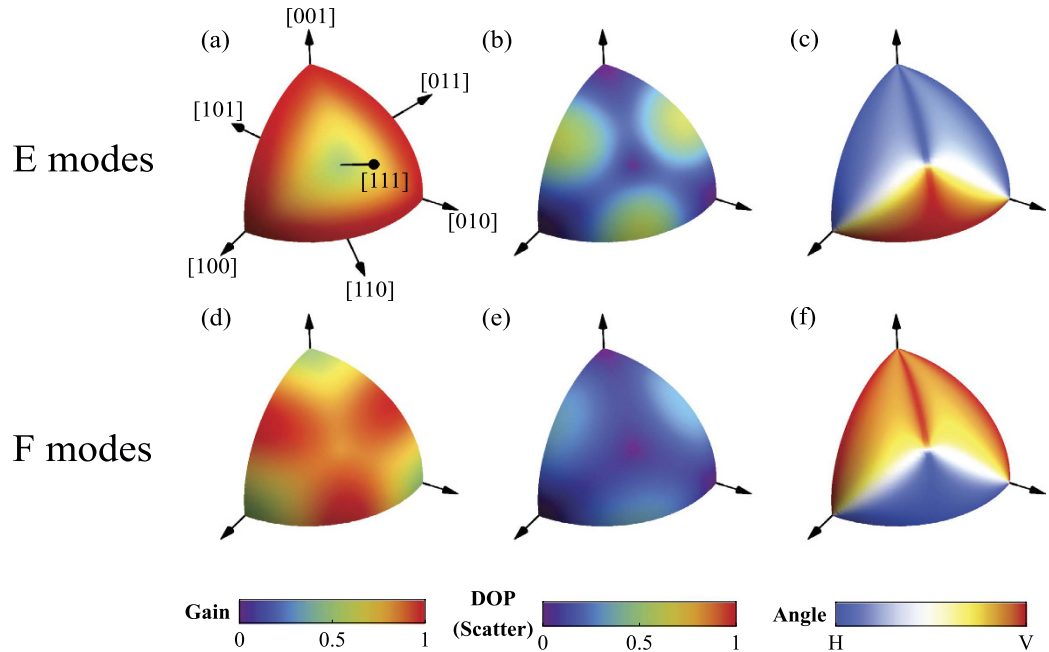 [001]
(a)
(b)
(c)
[011]
[101]
E modes
[111]
[010]
[100]
[110]
(d)
(e)
(f)
F modes
Gain
0 0.5 1
DOP
(Scatter)
0 0.5 1
Angle
H V